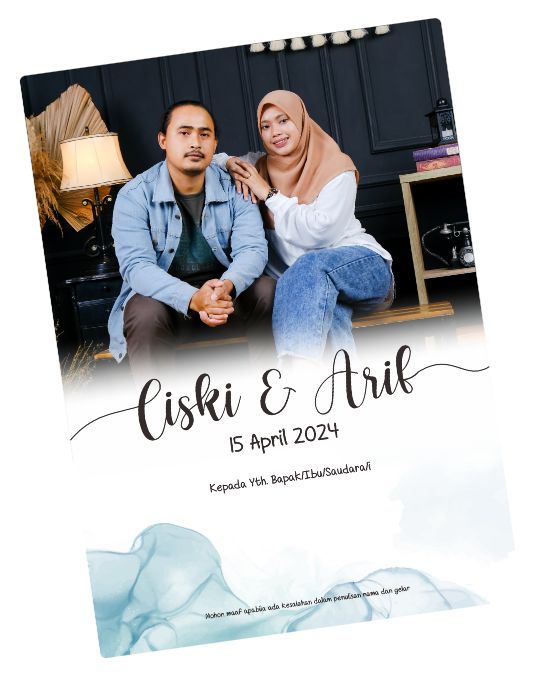 Ciski & Arif
15 April 2024
Kepada Yth. Bapak/Ibu/Saudara/i
Mohon maaf apabila ada kesalahan dalam penulisan nama dan gelar